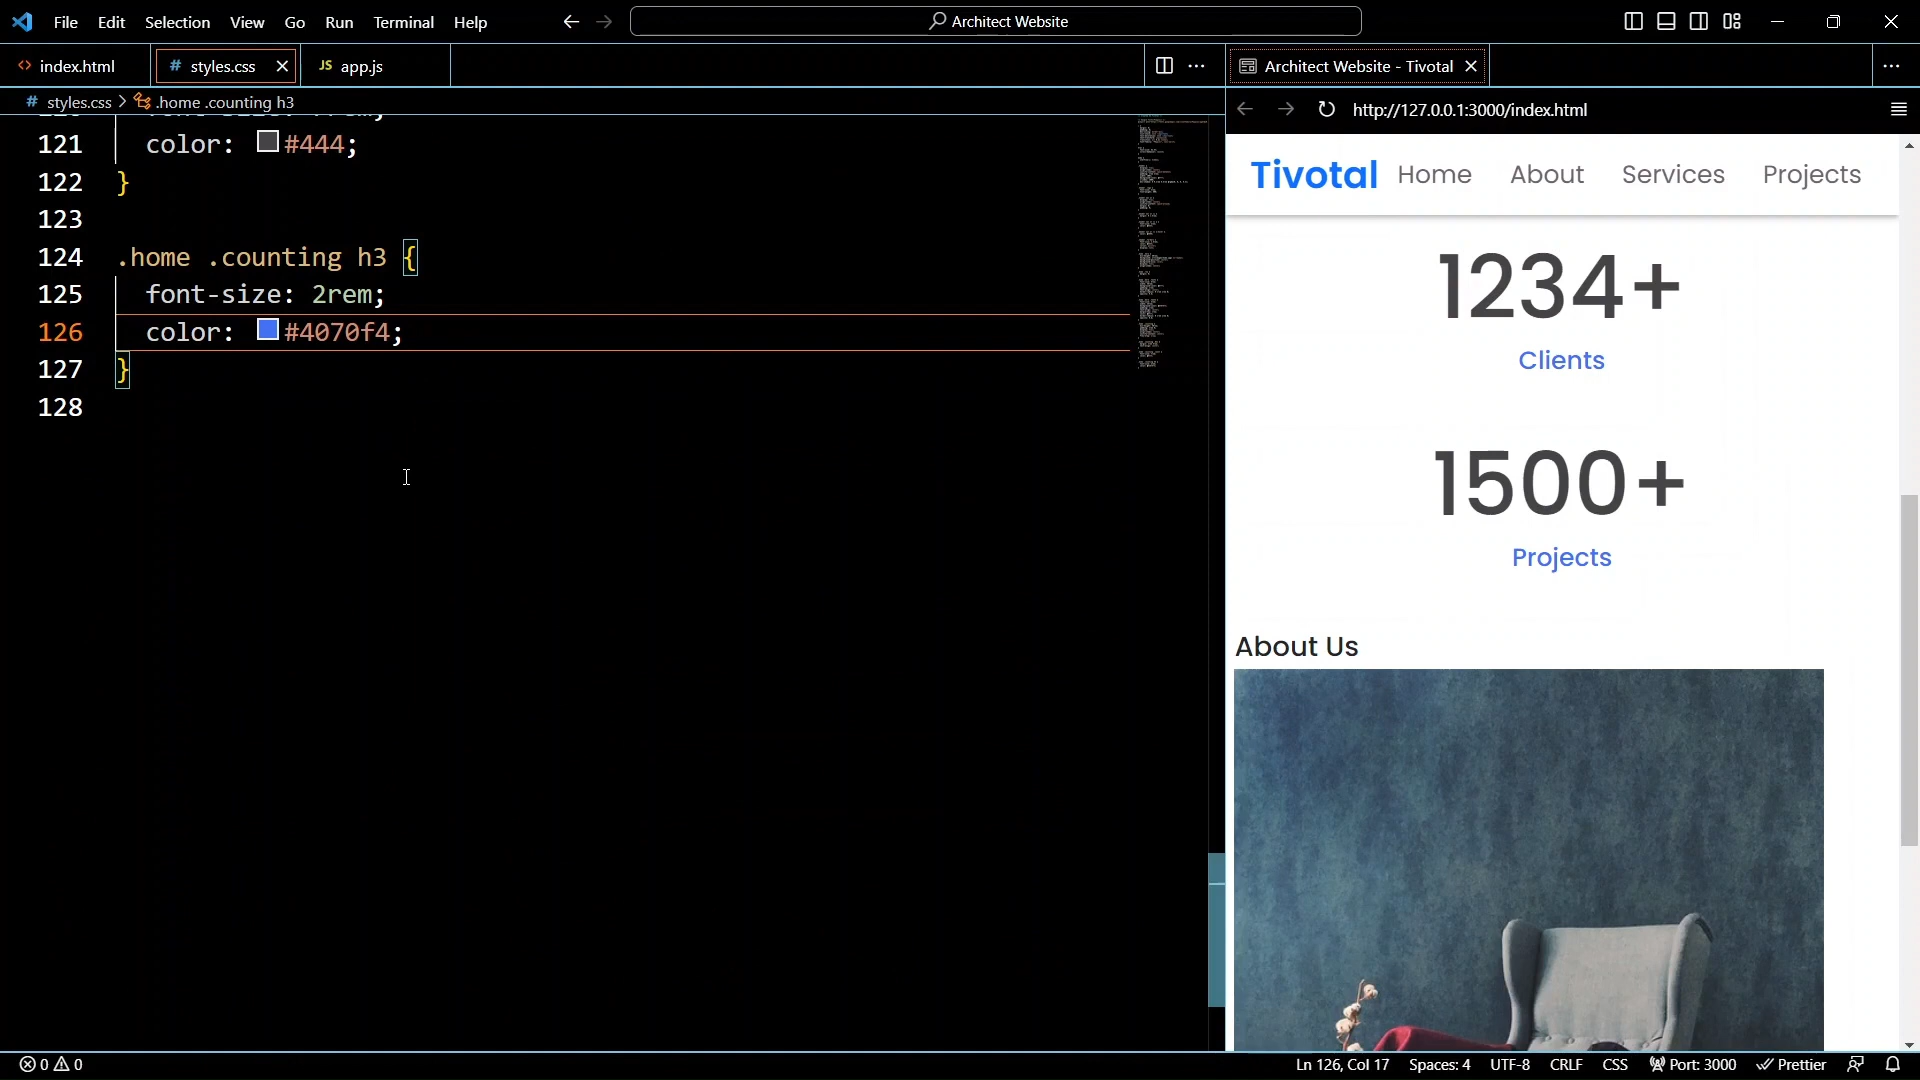 File Edit Selection View Go Run Terminal Help
Architect Website
index.html
# styles.css
JS app.js
Architect Website - Tivotal
# styles.css > .home .counting h3
http://127.0.0.1:3000/index.html
121 color: #444;
122 }
123
124 .home .counting h3 {
125 font-size: 2rem;
126 color: #4070f4;
127 }
128
Tivotal Home About Services Projects
1234+
Clients
1500+
Projects
About Us
0 0
Ln 126, Col 17 Spaces: 4 UTF-8 CRLF CSS Port: 3000 Prettier